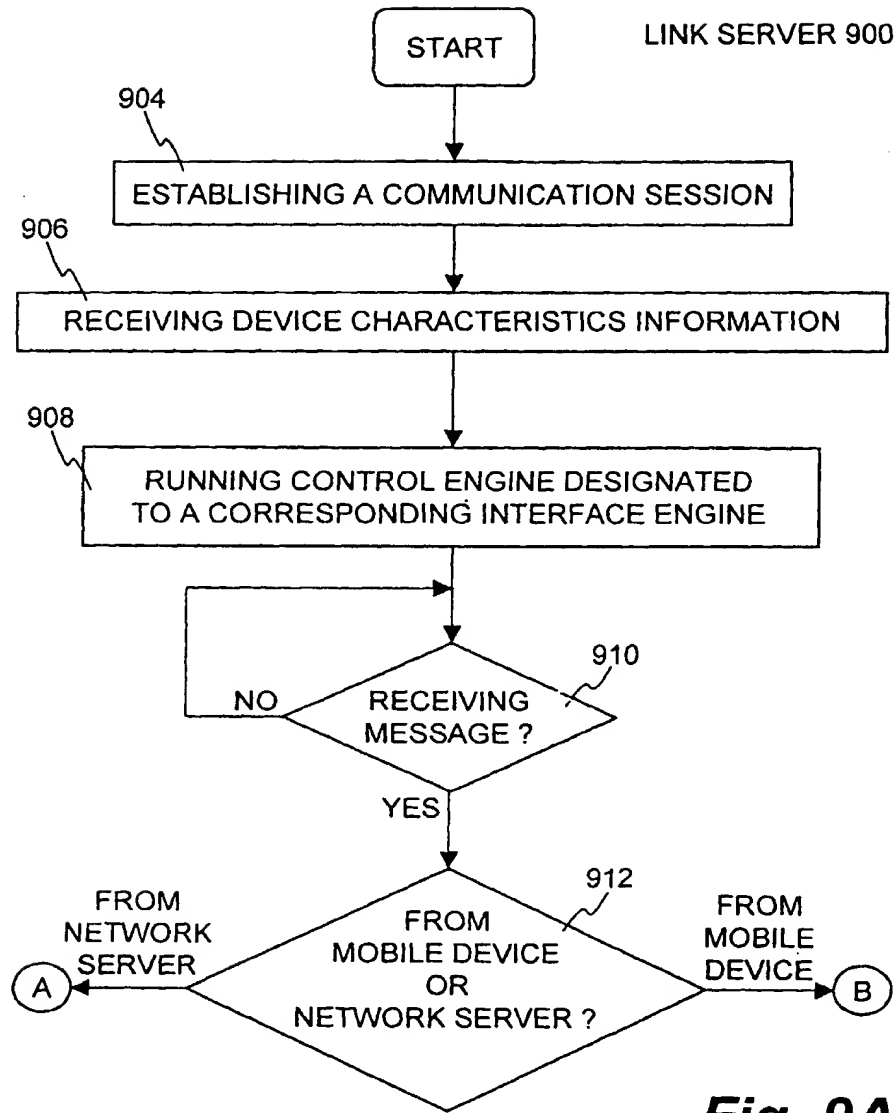 START
LINK SERVER 900
904
ESTABLISHING A COMMUNICATION SESSION
906
RECEIVING DEVICE CHARACTERISTICS INFORMATION
908
RUNNING CONTROL ENGINE DESIGNATED
TO A CORRESPONDING INTERFACE ENGINE
910
NO
RECEIVING
MESSAGE ?
YES
912
FROM
NETWORK
SERVER
FROM
MOBILE DEVICE
OR
NETWORK SERVER ?
FROM
MOBILE
DEVICE
A
B
Fig. 9A